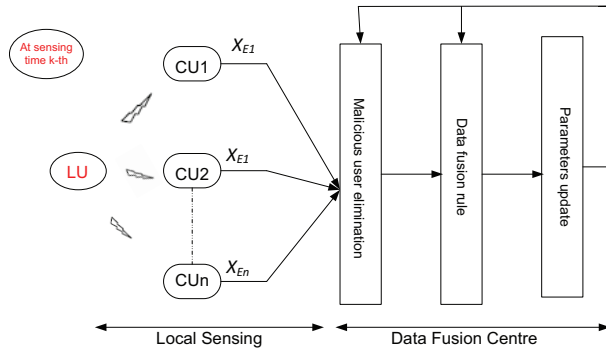 At sensing
time k-th
LU
CU1
X_E1
CU2
X_E1
CUn
X_En
Malicious user elimination
Data fusion rule
Parameters update
Local Sensing
Data Fusion Centre